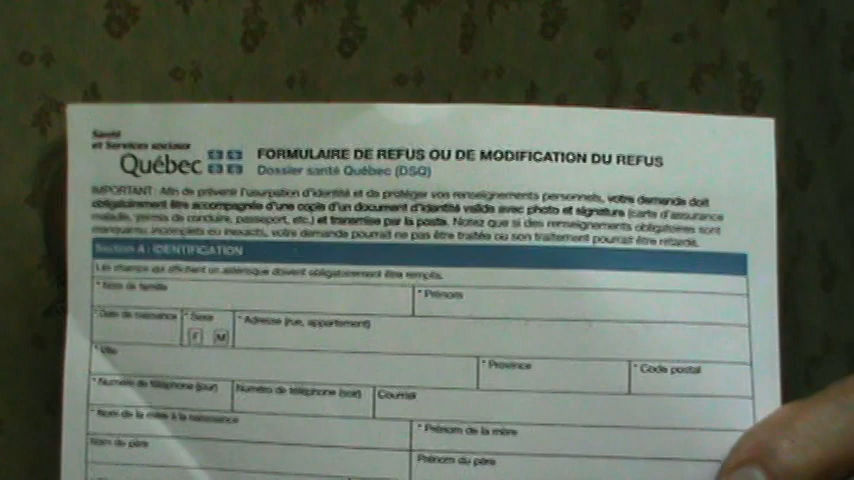 Santé
et Services sociaux
Québec
FORMULAIRE DE REFUS OU DE MODIFICATION DU REFUS
Dossier santé Québec (DSQ)
IMPORTANT : Afin de prévenir l'usurpation d'identité et de protéger vos renseignements personnels, votre demande doit
obligatoirement être accompagnée d'une copie d'un document d'identité valide avec photo et signature (carte d'assurance
maladie, permis de conduire, passeport, etc.) et transmise par la poste. Notez que si des renseignements obligatoires sont
manquants, incomplets ou inexacts, votre demande pourrait ne pas être traitée ou son traitement pourrait être retardé.
Section A : IDENTIFICATION
Les champs qui affichent un astérisque doivent obligatoirement être remplis.
* Nom de famille
* Prénom
* Date de naissance
* Sexe
F M
* Adresse (rue, appartement)
* Ville
* Province
* Code postal
* Numéro de téléphone (jour)
Numéro de téléphone (soir)
Courriel
* Nom de la mère à la naissance
* Prénom de la mère
Nom du père
Prénom du père